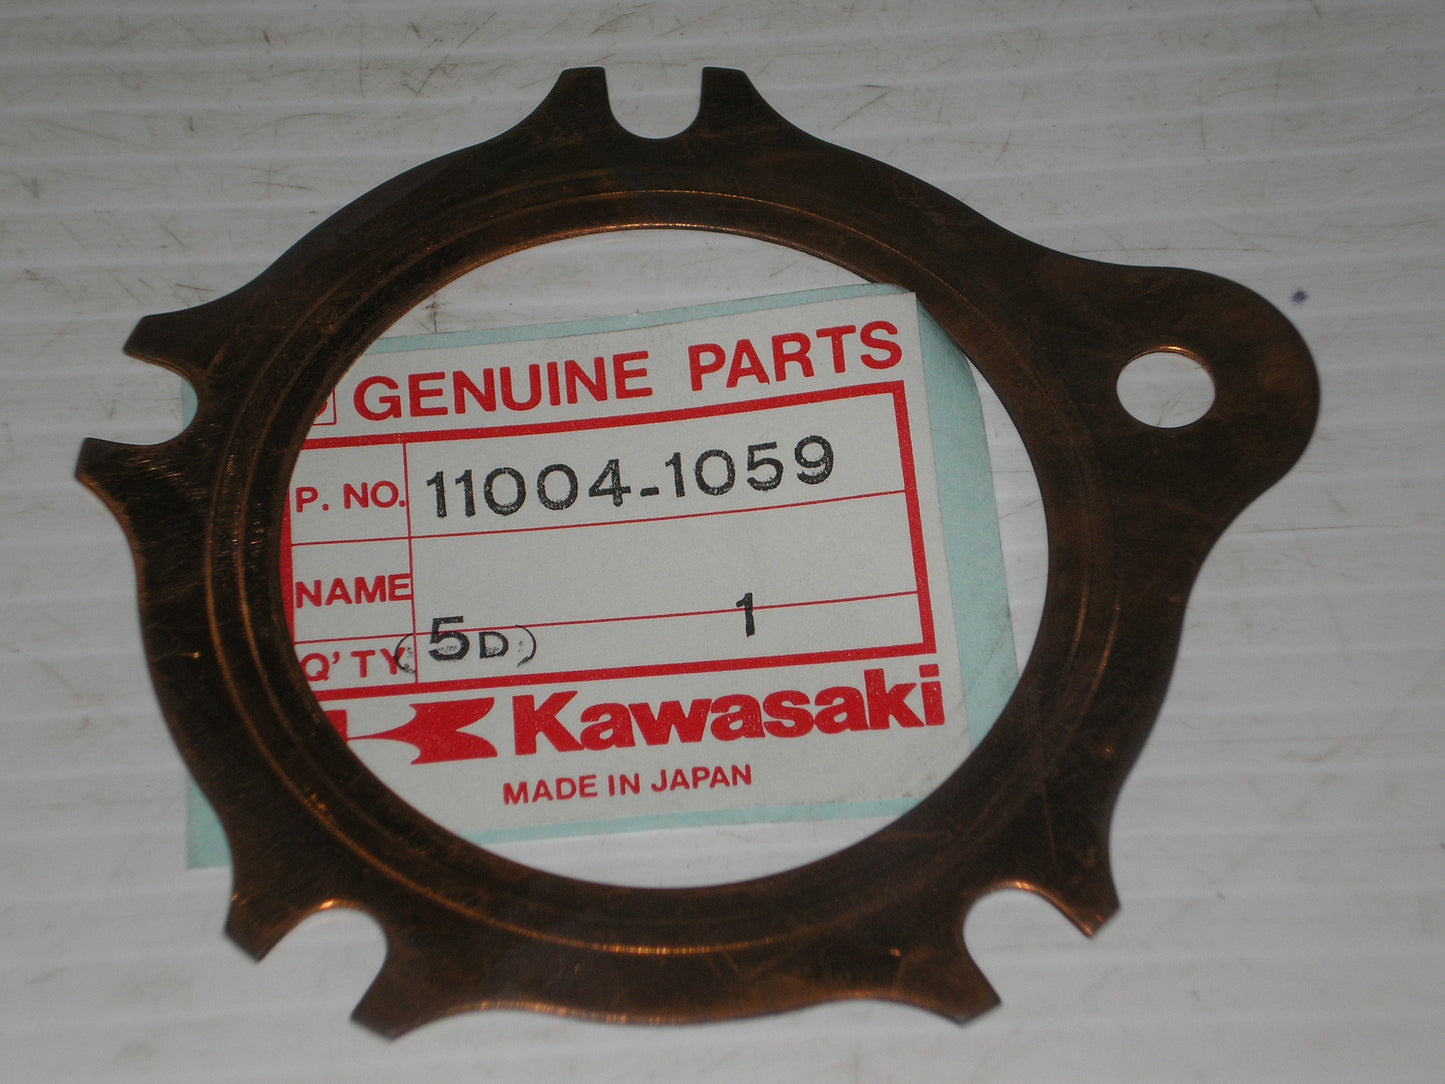 GENUINE PARTS
P. NO. 11004-1059
NAME
Q'TY (5D) 1
Kawasaki
MADE IN JAPAN